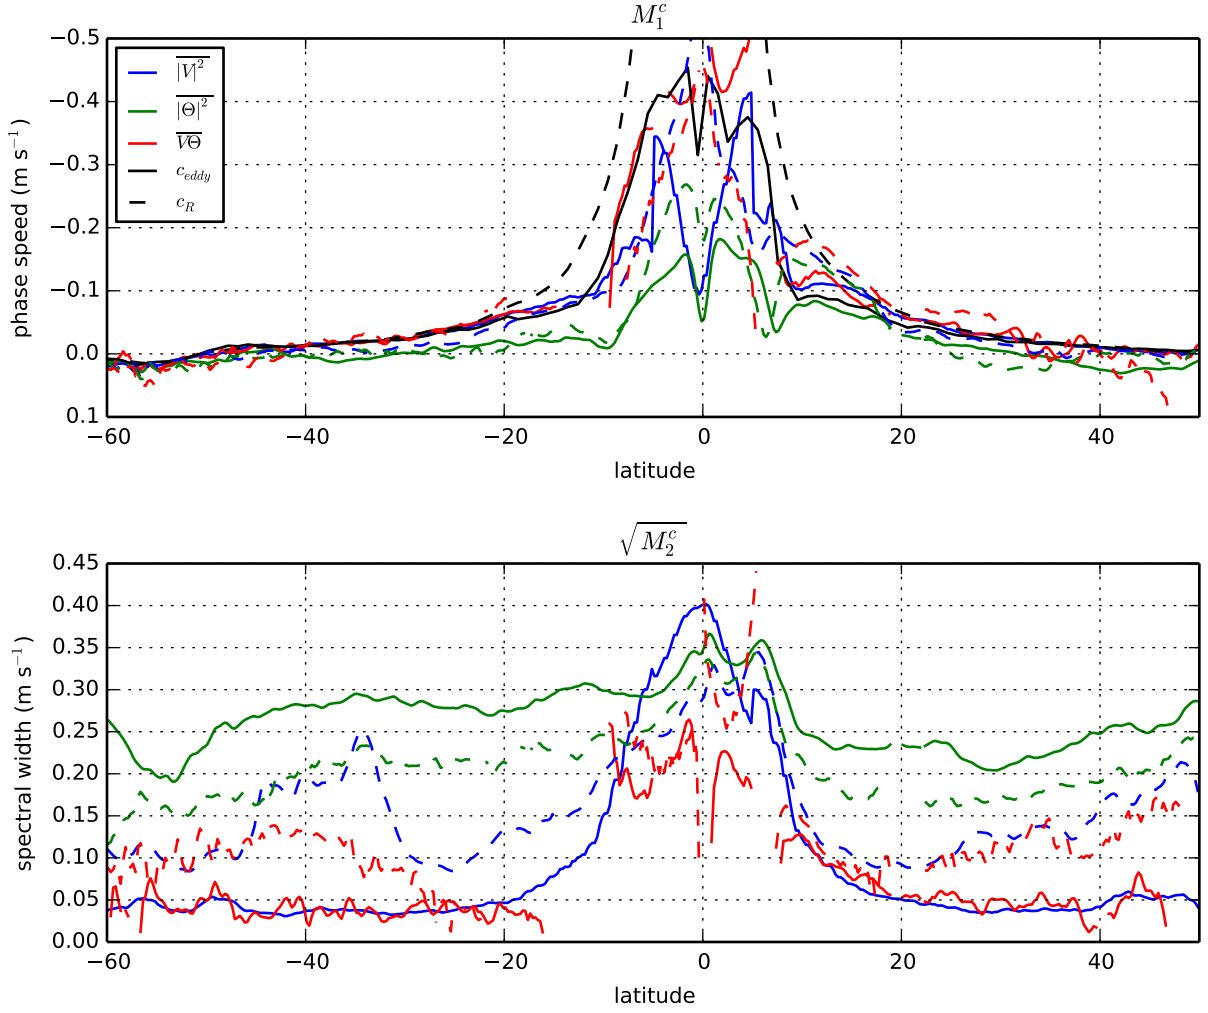 M₁ᶜ
phase speed (m s⁻¹)
−0.5
−0.4
−0.3
−0.2
−0.1
0.0
0.1
|V|²
|Θ|²
VΘ
c_eddy
c_R
−60 −40 −20 0 20 40
latitude
√M₂ᶜ
spectral width (m s⁻¹)
0.45
0.40
0.35
0.30
0.25
0.20
0.15
0.10
0.05
0.00
−60 −40 −20 0 20 40
latitude